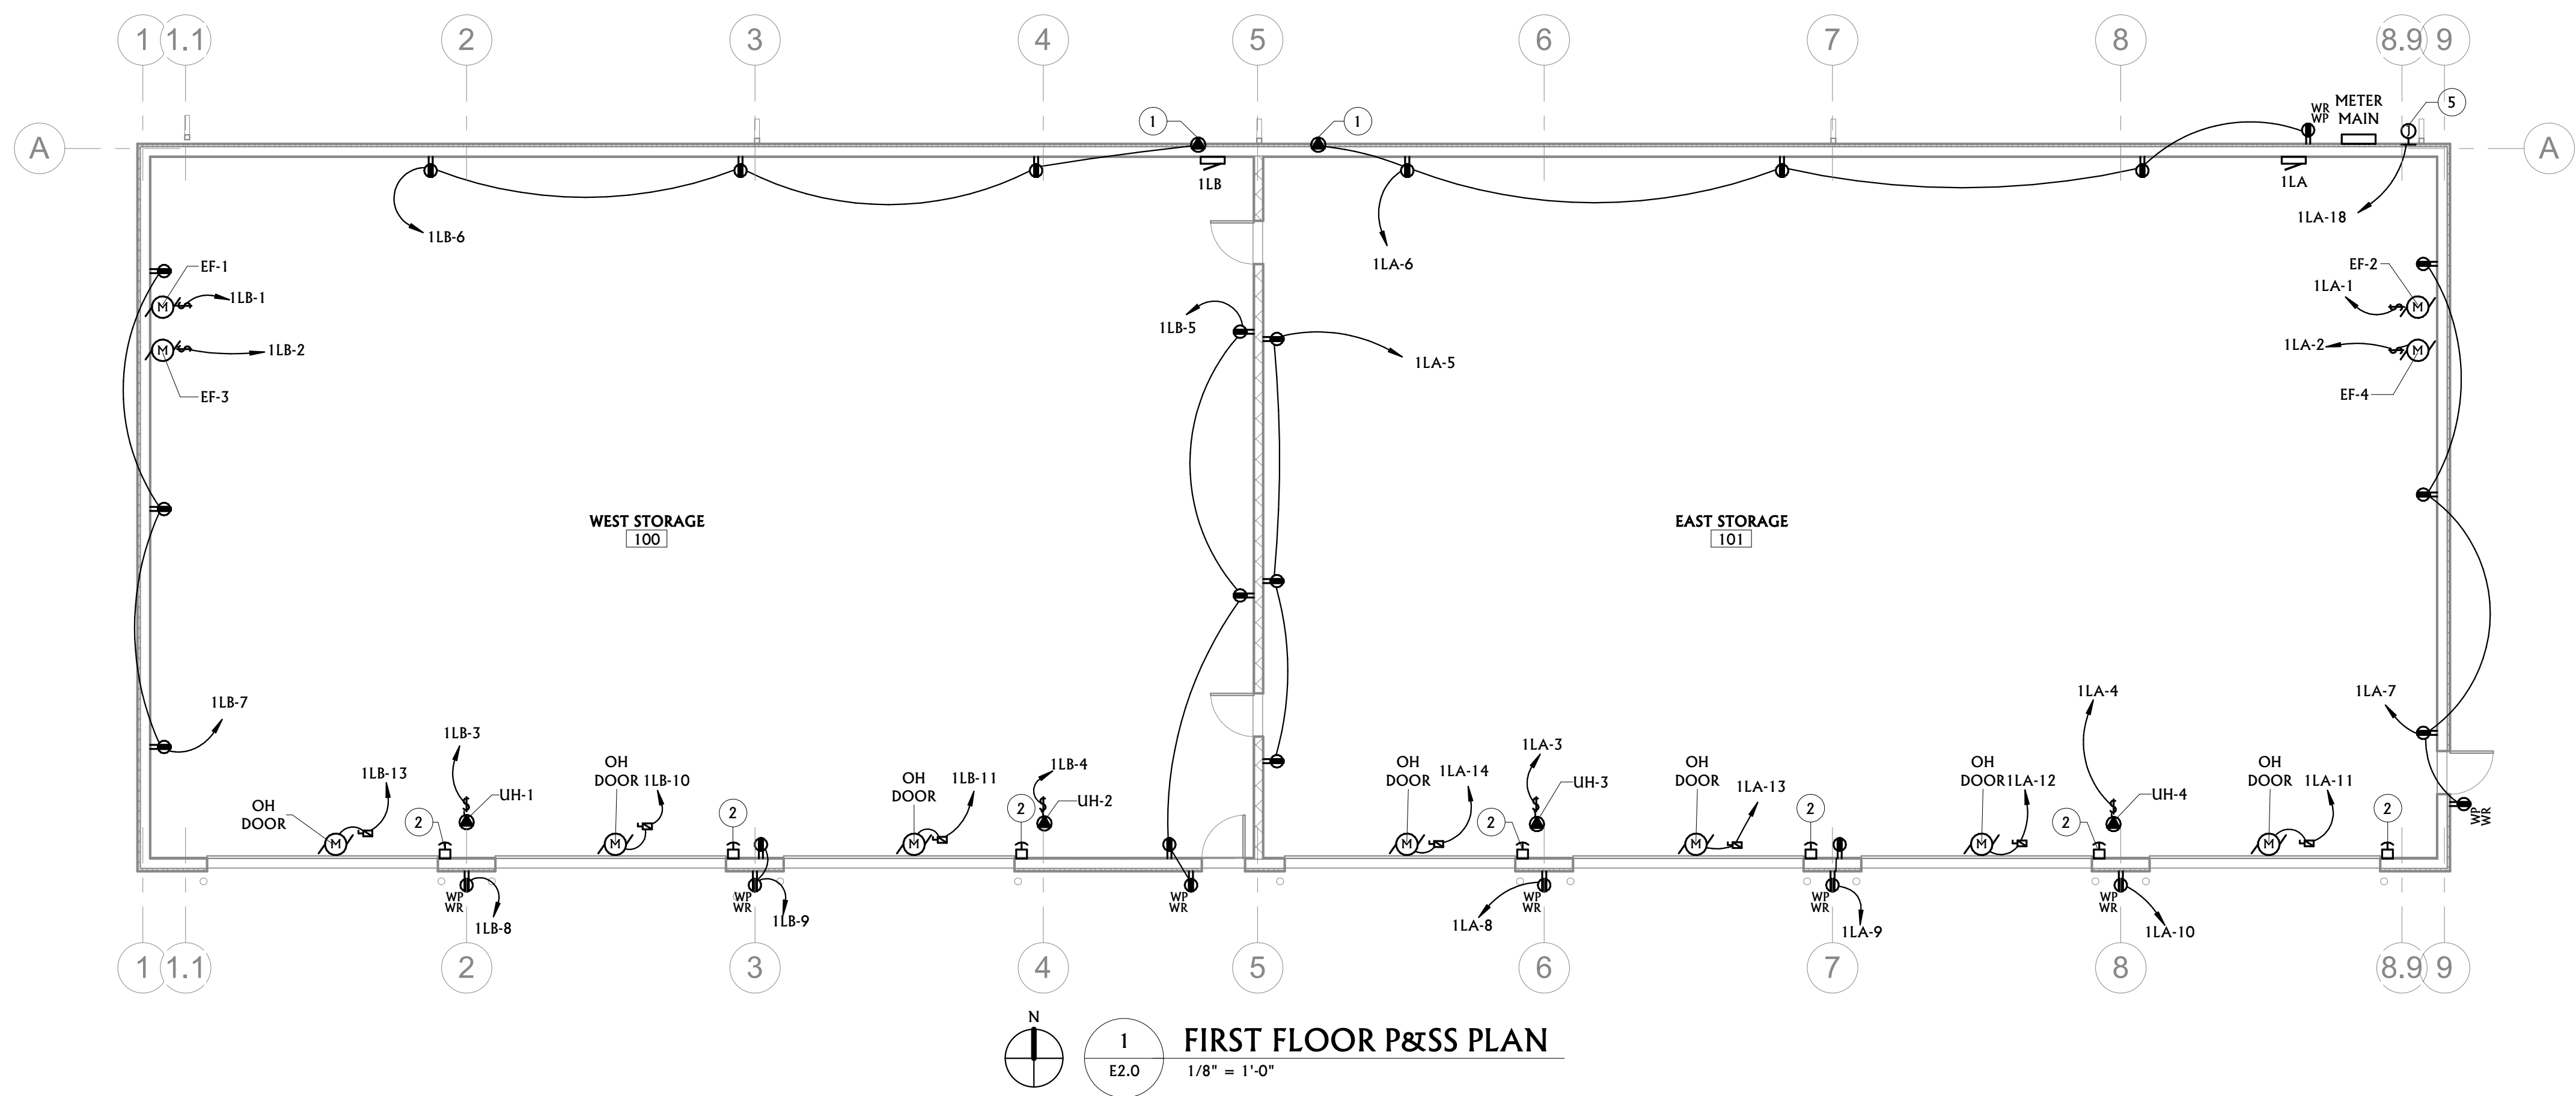 1
1.1
2
3
4
5
6
7
8
8.9
9
A
A
1
1
WR
WP
METER
MAIN
5
1LB
1LA
1LB-6
1LA-6
1LA-18
EF-1
1LB-1
1LB-2
EF-3
1LB-5
1LA-5
EF-2
1LA-1
1LA-2
EF-4
WEST STORAGE
100
EAST STORAGE
101
1LB-7
1LB-3
1LB-4
1LA-3
1LA-4
1LA-7
OH
DOOR
M
1LB-13
2
$
UH-1
OH
DOOR
M
1LB-10
2
OH
DOOR
M
1LB-11
2
$
UH-2
OH
DOOR
M
1LA-14
2
$
UH-3
OH
DOOR
M
1LA-13
2
OH
DOOR
M
1LA-12
2
$
UH-4
OH
DOOR
M
1LA-11
2
M
$
M
$
M
$
M
$
WP
WR
WP
WR
1LB-8
WP
WR
1LB-9
WP
WR
WP
WR
1LA-8
WP
WR
1LA-9
WP
WR
1LA-10
1
1.1
2
3
4
5
6
7
8
8.9
9
N
1
E2.0
FIRST FLOOR P&SS PLAN
1/8" = 1'-0"